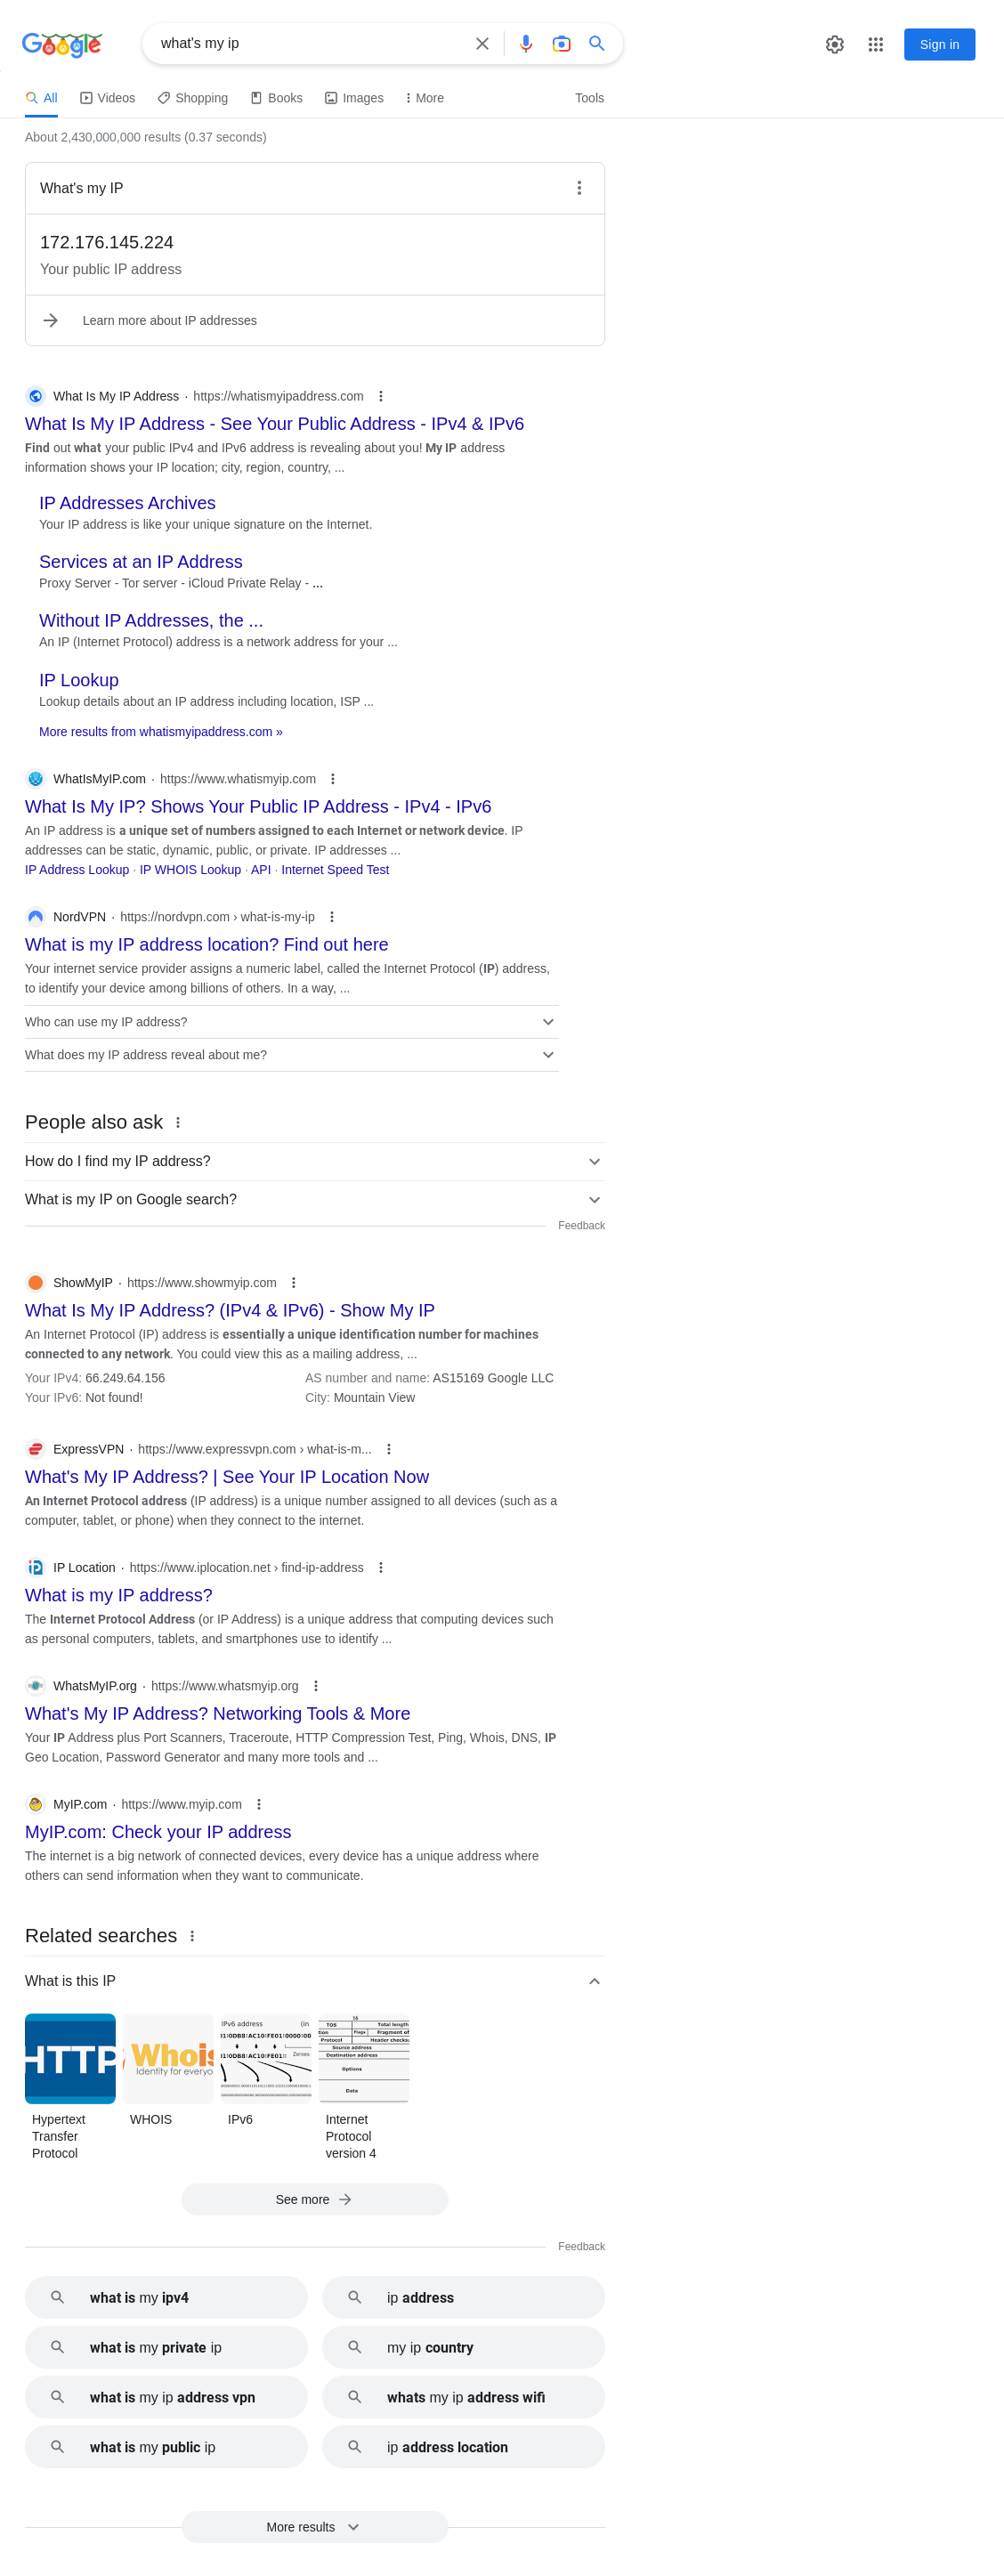 Google
what's my ip
Sign in
All
Videos
Shopping
Books
Images
More
Tools
About 2,430,000,000 results (0.37 seconds)
What's my IP
172.176.145.224
Your public IP address
Learn more about IP addresses
What Is My IP Address · https://whatismyipaddress.com
What Is My IP Address - See Your Public Address - IPv4 & IPv6
Find out what your public IPv4 and IPv6 address is revealing about you! My IP address
information shows your IP location; city, region, country, ...
IP Addresses Archives
Your IP address is like your unique signature on the Internet.
Services at an IP Address
Proxy Server - Tor server - iCloud Private Relay - ...
Without IP Addresses, the ...
An IP (Internet Protocol) address is a network address for your ...
IP Lookup
Lookup details about an IP address including location, ISP ...
More results from whatismyipaddress.com »
WhatIsMyIP.com · https://www.whatismyip.com
What Is My IP? Shows Your Public IP Address - IPv4 - IPv6
An IP address is a unique set of numbers assigned to each Internet or network device. IP
addresses can be static, dynamic, public, or private. IP addresses ...
IP Address Lookup · IP WHOIS Lookup · API · Internet Speed Test
NordVPN · https://nordvpn.com › what-is-my-ip
What is my IP address location? Find out here
Your internet service provider assigns a numeric label, called the Internet Protocol (IP) address,
to identify your device among billions of others. In a way, ...
Who can use my IP address?
What does my IP address reveal about me?
People also ask
How do I find my IP address?
What is my IP on Google search?
Feedback
ShowMyIP · https://www.showmyip.com
What Is My IP Address? (IPv4 & IPv6) - Show My IP
An Internet Protocol (IP) address is essentially a unique identification number for machines
connected to any network. You could view this as a mailing address, ...
Your IPv4: 66.249.64.156 AS number and name: AS15169 Google LLC
Your IPv6: Not found! City: Mountain View
ExpressVPN · https://www.expressvpn.com › what-is-m...
What's My IP Address? | See Your IP Location Now
An Internet Protocol address (IP address) is a unique number assigned to all devices (such as a
computer, tablet, or phone) when they connect to the internet.
IP Location · https://www.iplocation.net › find-ip-address
What is my IP address?
The Internet Protocol Address (or IP Address) is a unique address that computing devices such
as personal computers, tablets, and smartphones use to identify ...
WhatsMyIP.org · https://www.whatsmyip.org
What's My IP Address? Networking Tools & More
Your IP Address plus Port Scanners, Traceroute, HTTP Compression Test, Ping, Whois, DNS, IP
Geo Location, Password Generator and many more tools and ...
MyIP.com · https://www.myip.com
MyIP.com: Check your IP address
The internet is a big network of connected devices, every device has a unique address where
others can send information when they want to communicate.
Related searches
What is this IP
HTTP
Whois
Identity for everyo
IPv6 address (in
Zeroes
16
TOS Total length
Flags Fragment of
Protocol Header checks
Source address
Destination address
Options
Data
Hypertext
Transfer
Protocol
WHOIS
IPv6
Internet
Protocol
version 4
See more
Feedback
what is my ipv4
ip address
what is my private ip
my ip country
what is my ip address vpn
whats my ip address wifi
what is my public ip
ip address location
More results